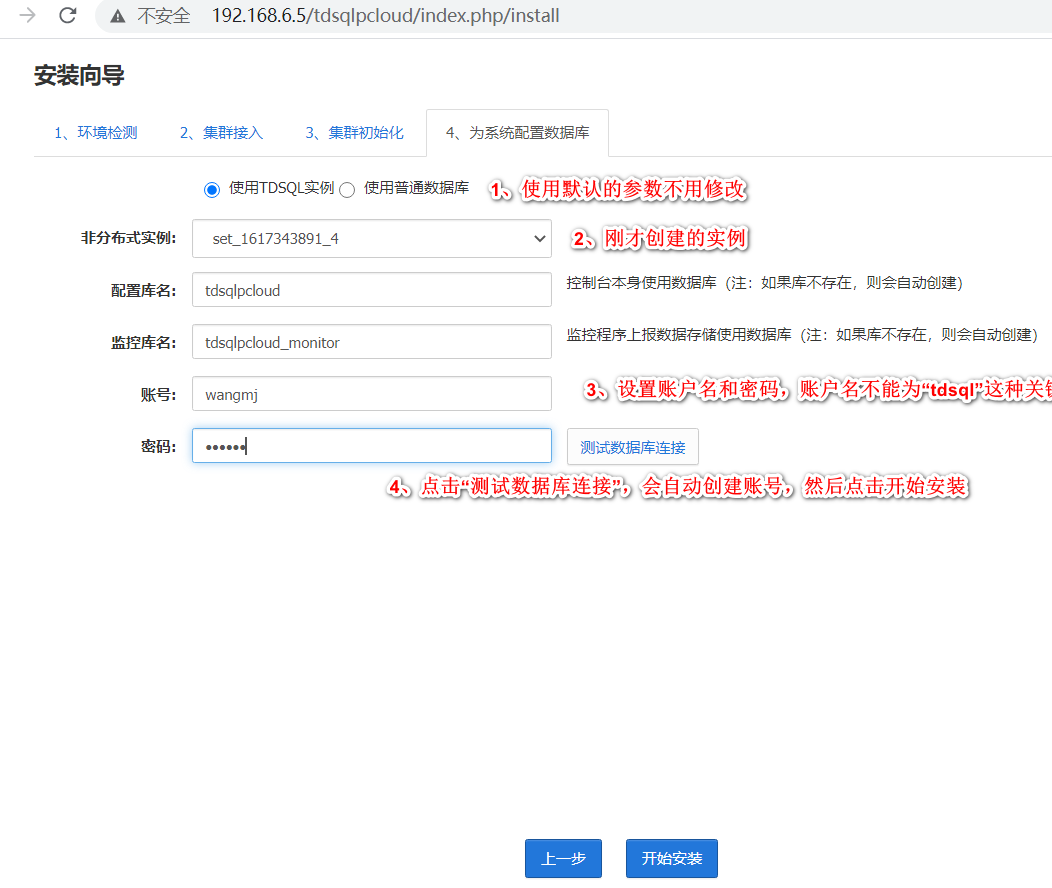 不安全 192.168.6.5/tdsqlpcloud/index.php/install
安装向导
1、环境检测 2、集群接入 3、集群初始化 4、为系统配置数据库
使用TDSQL实例 使用普通数据库 1、使用默认的参数不用修改
非分布式实例: set_1617343891_4 2、刚才创建的实例
配置库名: tdsqlpcloud 控制台本身使用数据库（注：如果库不存在，则会自动创建）
监控库名: tdsqlpcloud_monitor 监控程序上报数据存储使用数据库（注：如果库不存在，则会自动创建）
账号: wangmj 3、设置账户名和密码，账户名不能为“tdsql”这种关
密码: •••••• 测试数据库连接
4、点击“测试数据库连接”，会自动创建账号，然后点击开始安装
上一步 开始安装